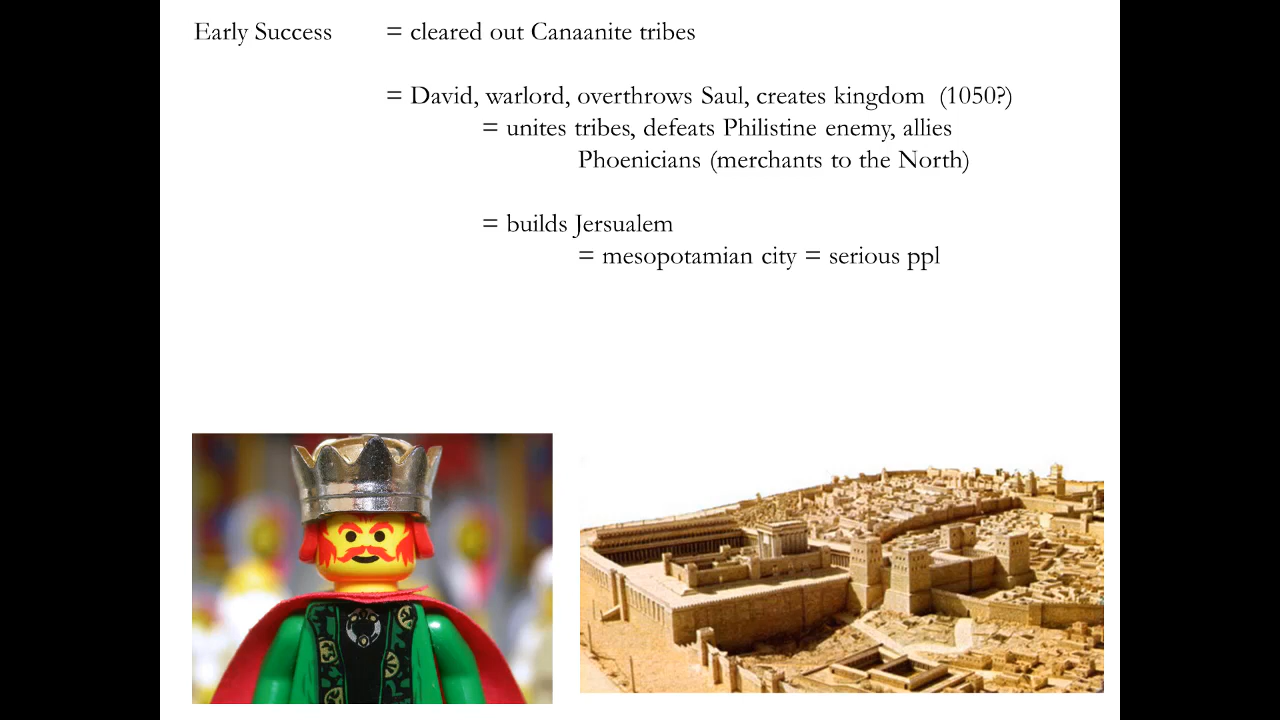 Early Success = cleared out Canaanite tribes
= David, warlord, overthrows Saul, creates kingdom (1050?)
= unites tribes, defeats Philistine enemy, allies
Phoenicians (merchants to the North)
= builds Jersualem
= mesopotamian city = serious ppl